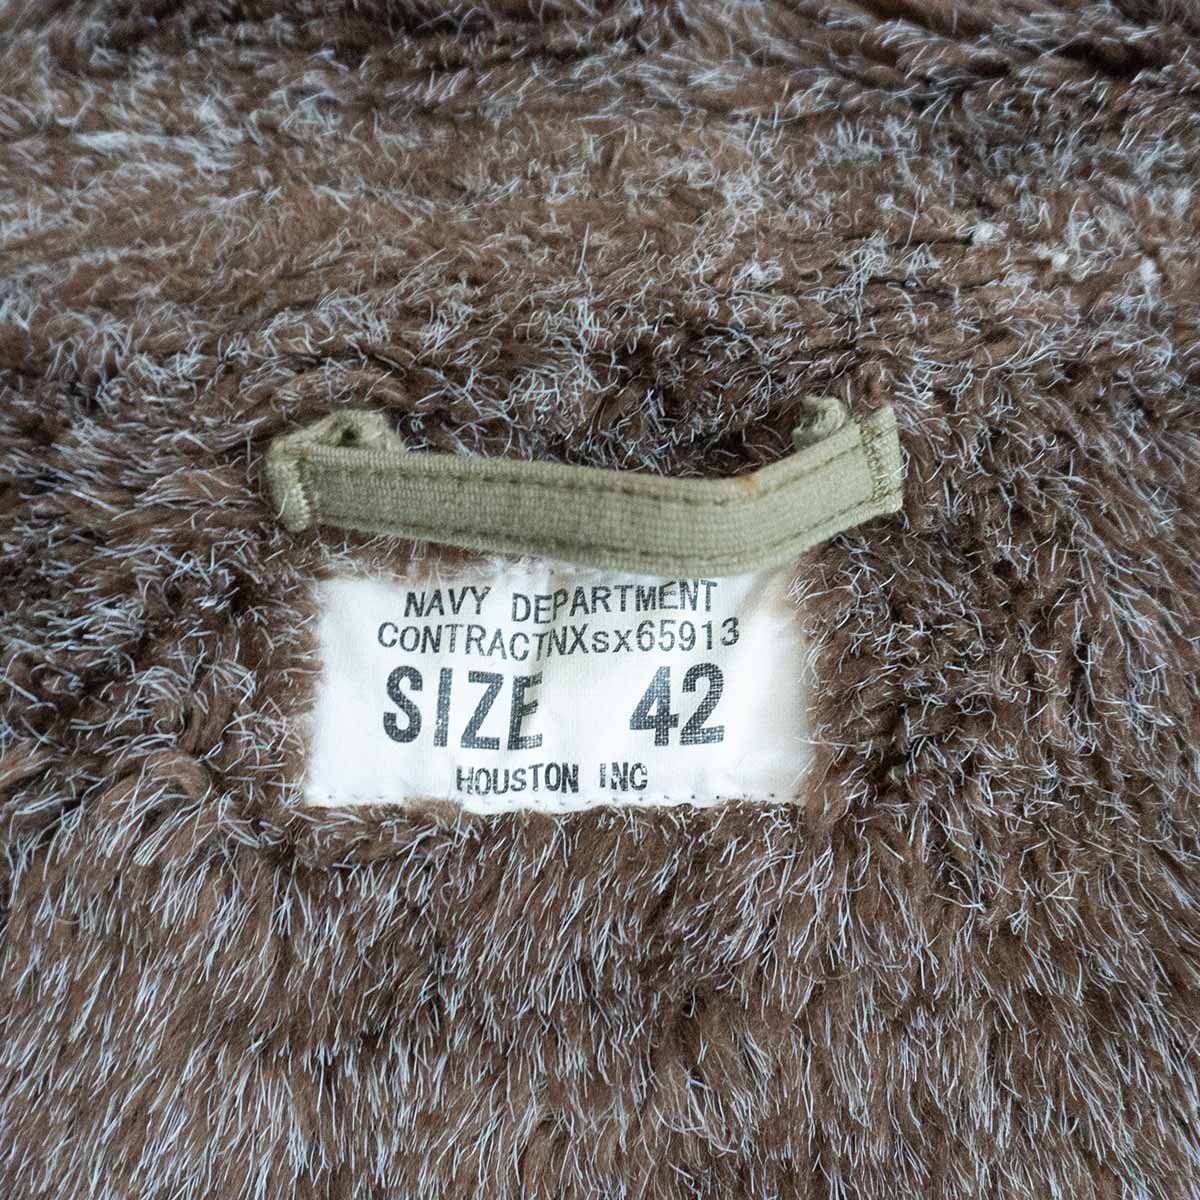 NAVY DEPARTMENT
CONTRACTNXsx65913
SIZE 42
HOUSTON INC